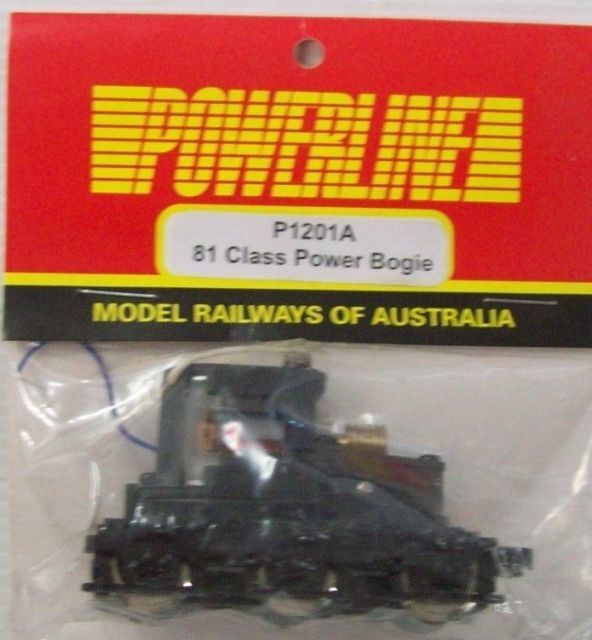 POWERLINE
P1201A
81 Class Power Bogie
MODEL RAILWAYS OF AUSTRALIA